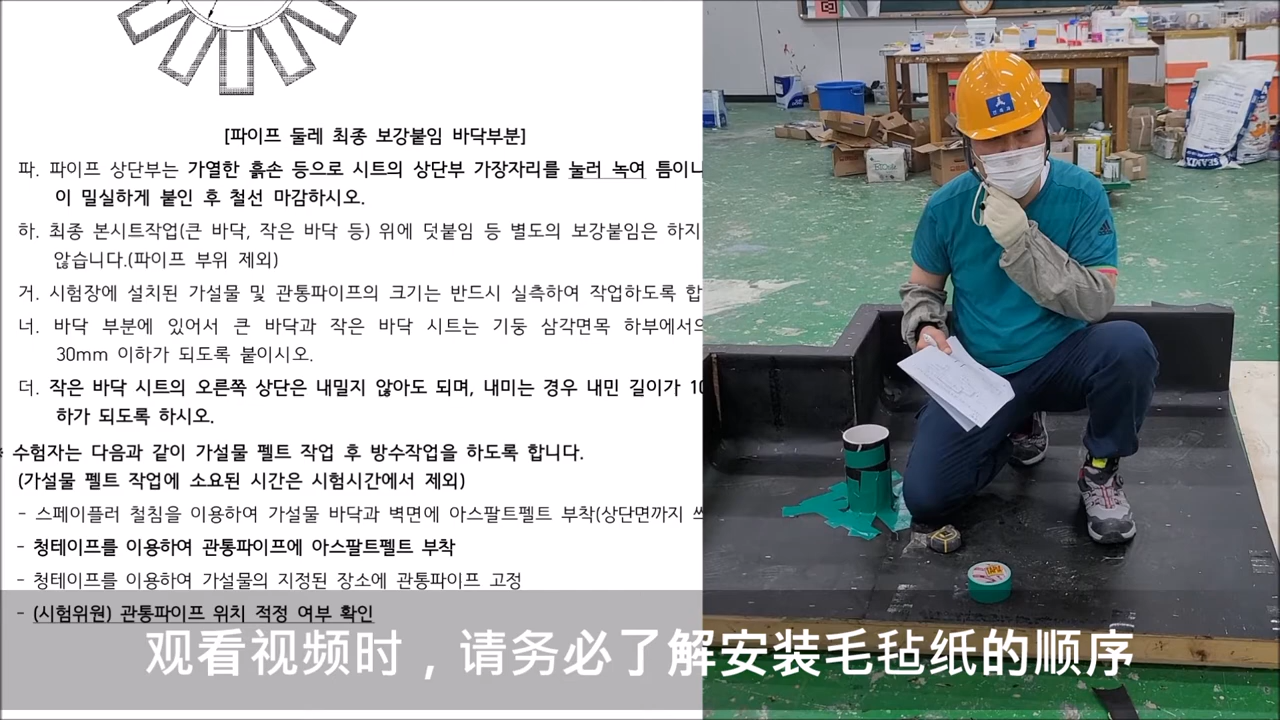 [파이프 둘레 최종 보강붙임 바닥부분]
파. 파이프 상단부는 가열한 흙손 등으로 시트의 상단부 가장자리를 눌러 녹여 틈이
이 밀실하게 붙인 후 철선 마감하시오.
하. 최종 본시트작업(큰 바닥, 작은 바닥 등) 위에 덧붙임 등 별도의 보강붙임은 하지
않습니다.(파이프 부위 제외)
거. 시험장에 설치된 가설물 및 관통파이프의 크기는 반드시 실측하여 작업하도록 합
너. 바닥 부분에 있어서 큰 바닥과 작은 바닥 시트는 기둥 삼각면목 하부에서
30mm 이하가 되도록 붙이시오.
더. 작은 바닥 시트의 오른쪽 상단은 내밀지 않아도 되며, 내미는 경우 내민 길이가
하가 되도록 하시오.
수험자는 다음과 같이 가설물 펠트 작업 후 방수작업을 하도록 합니다.
(가설물 펠트 작업에 소요된 시간은 시험시간에서 제외)
- 스페이플러 철침을 이용하여 가설물 바닥과 벽면에 아스팔트펠트 부착(상단면까지
- 청테이프를 이용하여 관통파이프에 아스팔트펠트 부착
- 청테이프를 이용하여 가설물의 지정된 장소에 관통파이프 고정
- (시험위원) 관통파이프 위치 적정 여부 확인
观看视频时，请务必了解安装毛毡纸的顺序